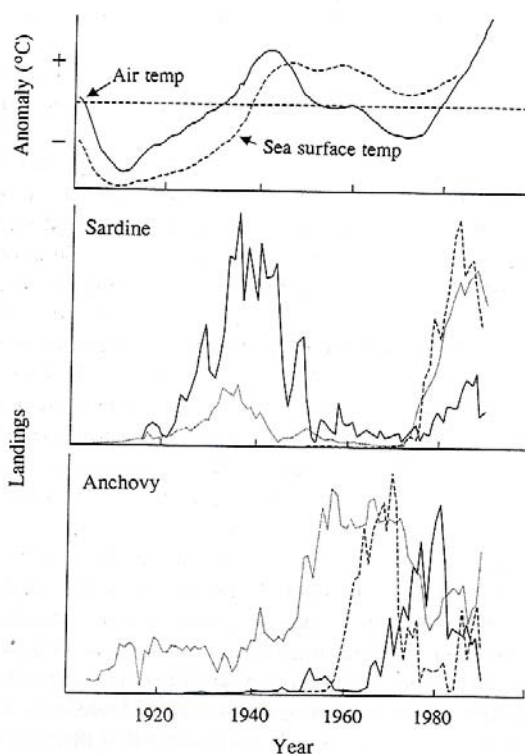 Anomaly (°C)
+
−
Air temp
Sea surface temp
Sardine
Landings
Anchovy
1920
1940
1960
1980
Year